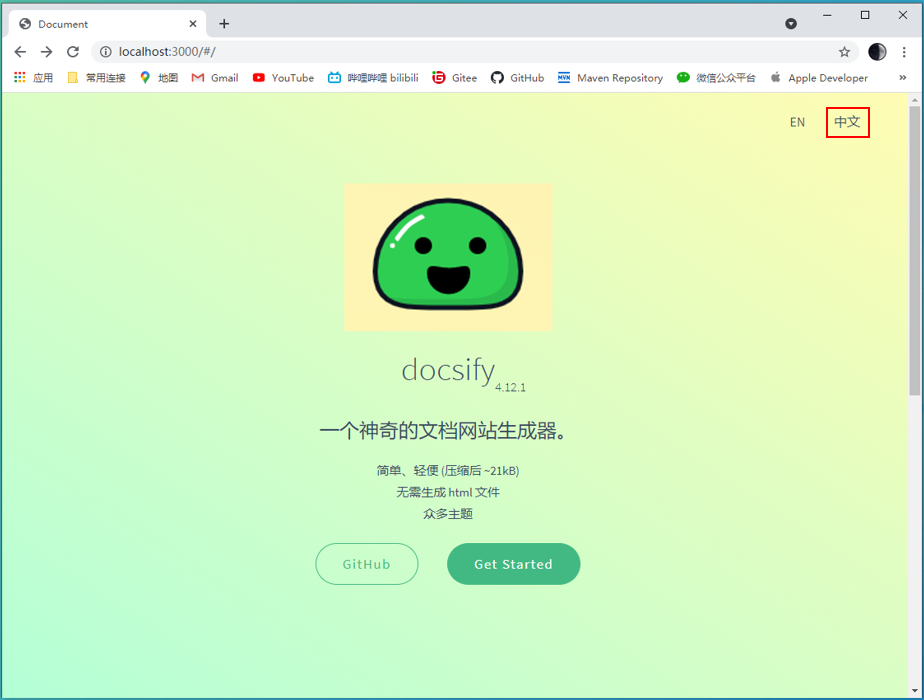 Document
localhost:3000/#/
应用 常用连接 地图 Gmail YouTube 哔哩哔哩 bilibili Gitee GitHub MVN Maven Repository 微信公众平台 Apple Developer »
EN 中文
docsify 4.12.1
一个神奇的文档网站生成器。
简单、轻便 (压缩后 ~21kB)
无需生成 html 文件
众多主题
GitHub Get Started